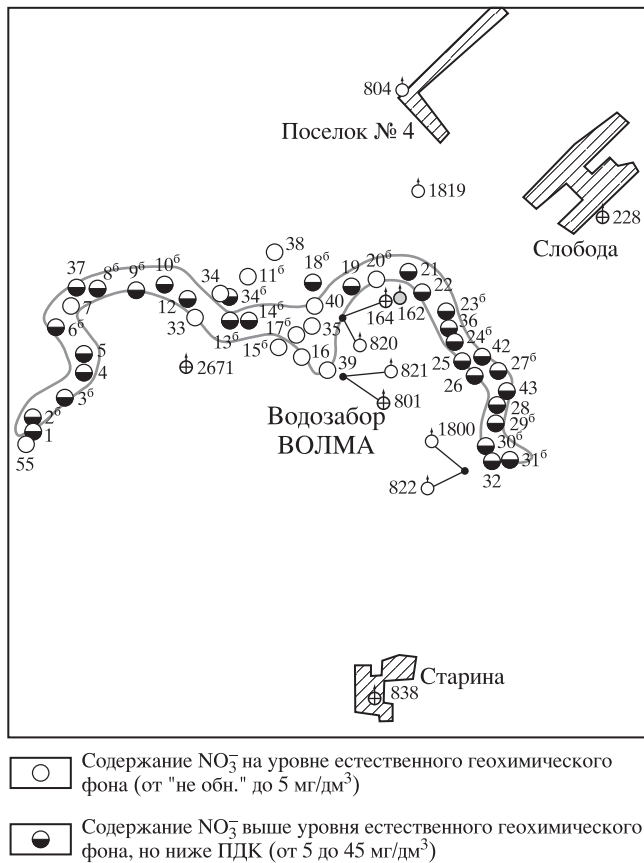 804
Поселок № 4
1819
228
Слобода
38
37
8б
9б
10б
34
11б
18б
19
20б
21
22
7
12
34б
40
164
162
23б
33
13б
14б
36
6б
17б
35
820
24б
15б
16
42
5
2671
39
821
25
27б
4
26
43
3б
801
28
2б
Водозабор
ВОЛМА
1800
29б
1
30б
55
31б
32
822
Старина
838
Содержание NO₃⁻ на уровне естественного геохимического
фона (от "не обн." до 5 мг/дм³)
Содержание NO₃⁻ выше уровня естественного геохимического
фона, но ниже ПДК (от 5 до 45 мг/дм³)